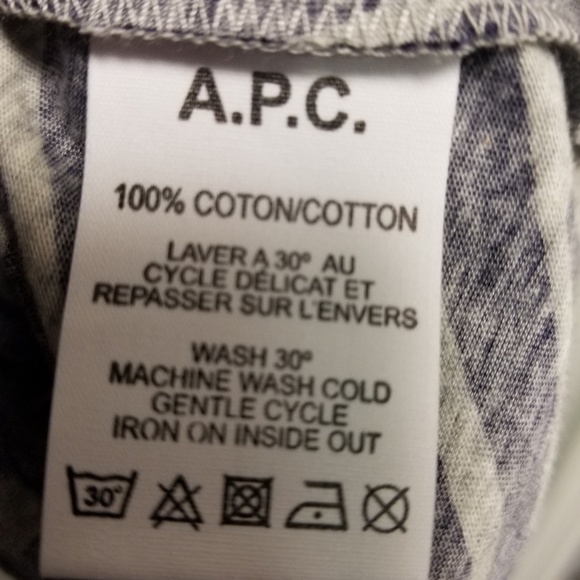 A.P.C.
100% COTON/COTTON
LAVER A 30° AU
CYCLE DÉLICAT ET
REPASSER SUR L'ENVERS
WASH 30°
MACHINE WASH COLD
GENTLE CYCLE
IRON ON INSIDE OUT
30°